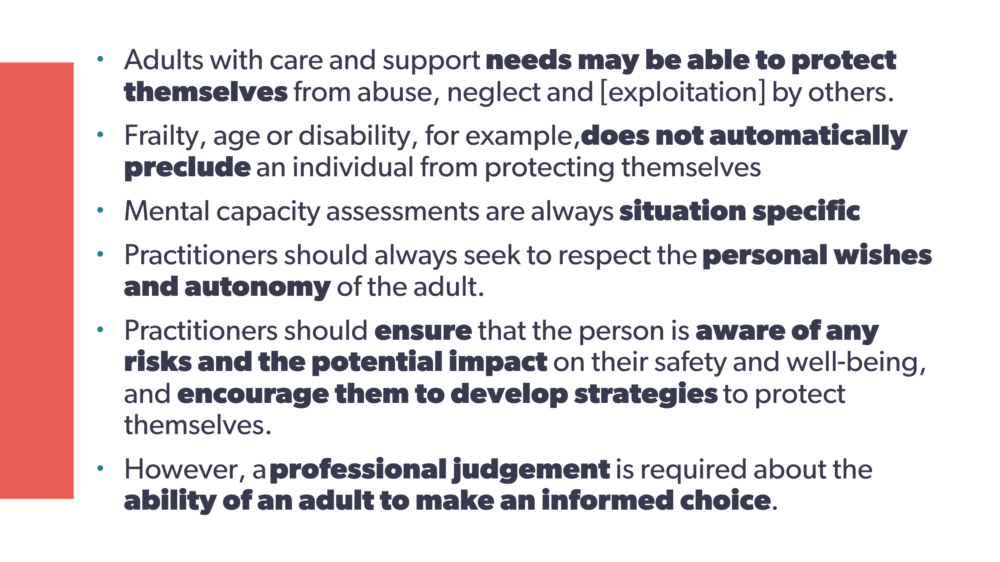 • Adults with care and support needs may be able to protect
themselves from abuse, neglect and [exploitation] by others.
• Frailty, age or disability, for example, does not automatically
preclude an individual from protecting themselves
• Mental capacity assessments are always situation specific
• Practitioners should always seek to respect the personal wishes
and autonomy of the adult.
• Practitioners should ensure that the person is aware of any
risks and the potential impact on their safety and well-being,
and encourage them to develop strategies to protect
themselves.
• However, a professional judgement is required about the
ability of an adult to make an informed choice.